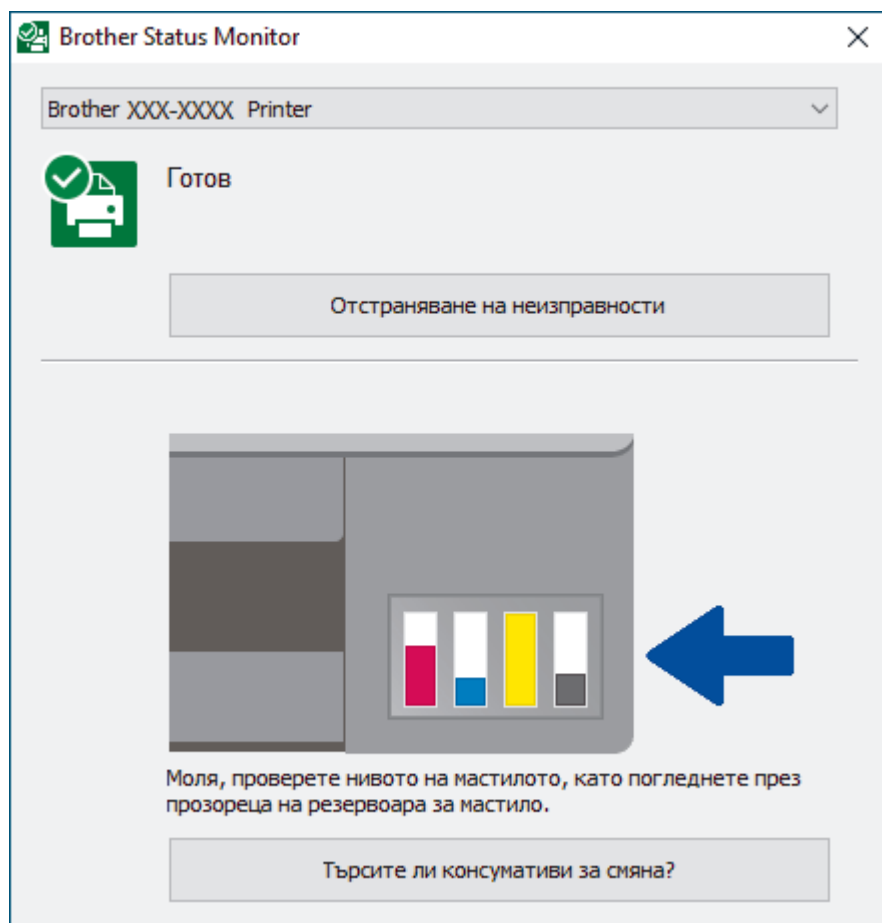 Brother Status Monitor
Brother XXX-XXXX Printer
Готов
Отстраняване на неизправности
Моля, проверете нивото на мастилото, като погледнете през
прозореца на резервоара за мастило.
Търсите ли консумативи за смяна?